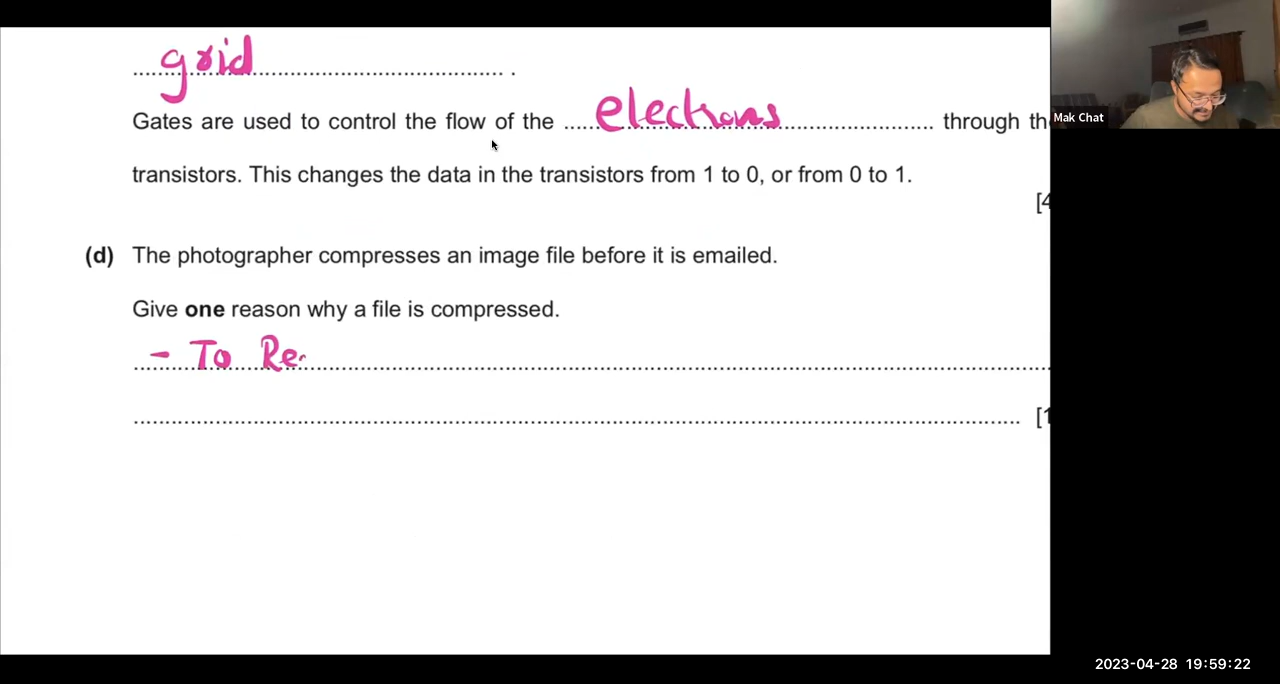 grid
.................................................... .
Gates are used to control the flow of the ..... electrons ..... through th
Mak Chat
transistors. This changes the data in the transistors from 1 to 0, or from 0 to 1.
[4
(d) The photographer compresses an image file before it is emailed.
Give one reason why a file is compressed.
- To Re
[1
2023-04-28 19:59:22